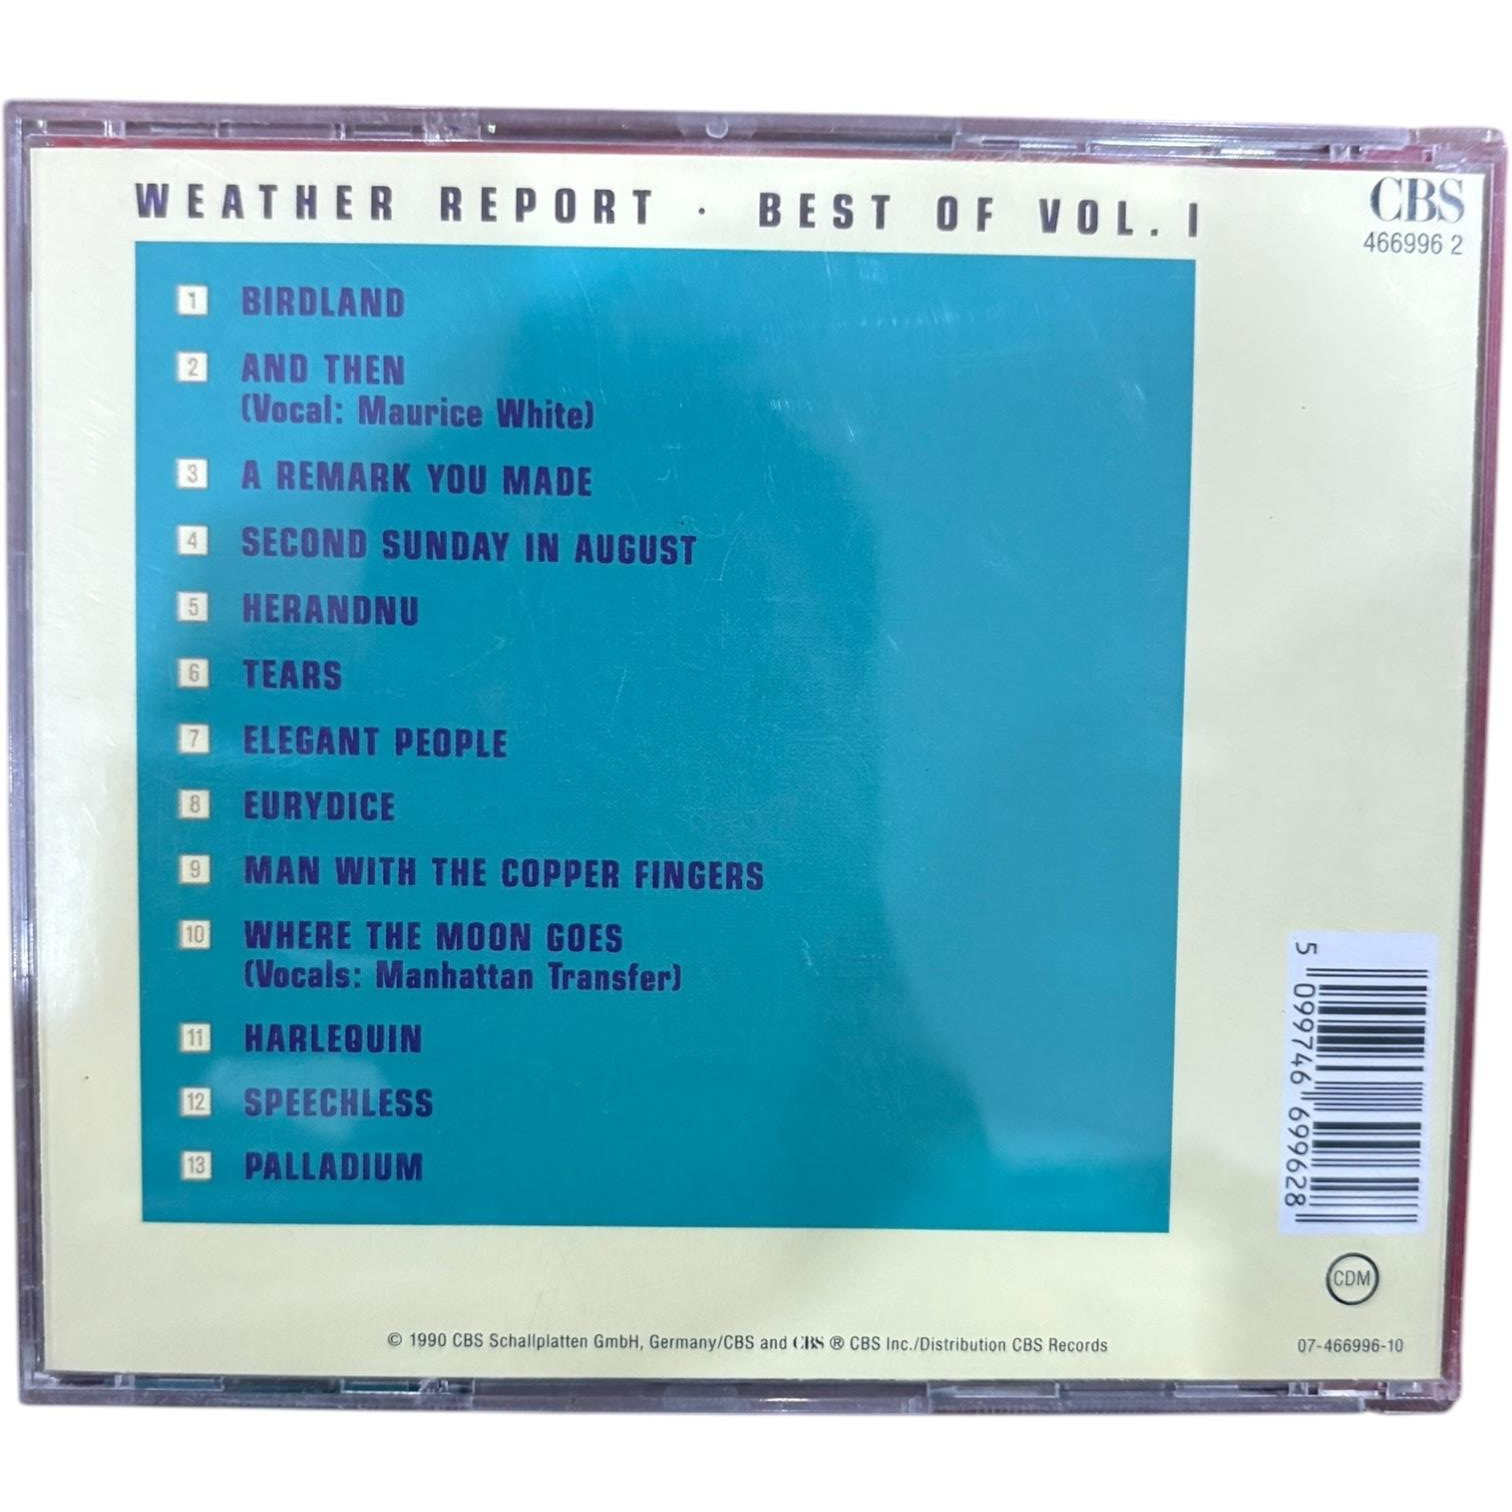 WEATHER REPORT · BEST OF VOL. I
CBS
466996 2
1 BIRDLAND
2 AND THEN
(Vocal: Maurice White)
3 A REMARK YOU MADE
4 SECOND SUNDAY IN AUGUST
5 HERANDNU
6 TEARS
7 ELEGANT PEOPLE
8 EURYDICE
9 MAN WITH THE COPPER FINGERS
10 WHERE THE MOON GOES
(Vocals: Manhattan Transfer)
11 HARLEQUIN
12 SPEECHLESS
13 PALLADIUM
5 099746 699628
CDM
© 1990 CBS Schallplatten GmbH, Germany/CBS and CBS ® CBS Inc./Distribution CBS Records
07-466996-10